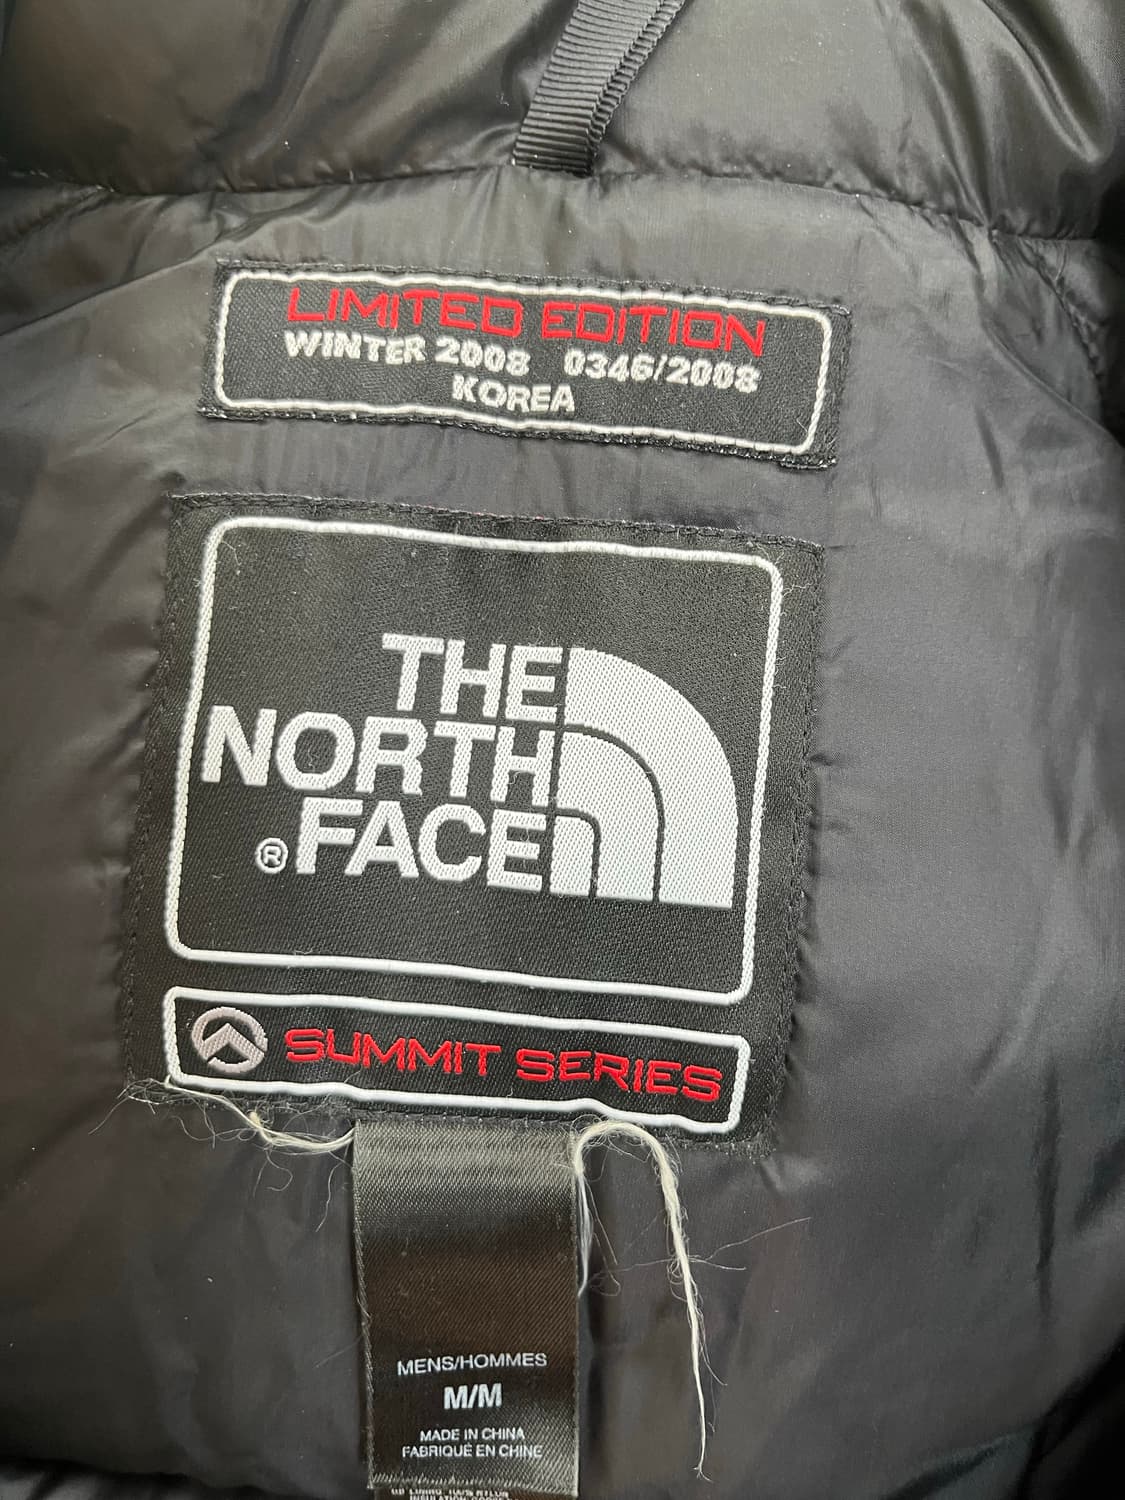 LIMITED EDITION
WINTER 2008 0346/2008
KOREA
THE
NORTH
® FACE
SUMMIT SERIES
MENS/HOMMES
M/M
MADE IN CHINA
FABRIQUÉ EN CHINE